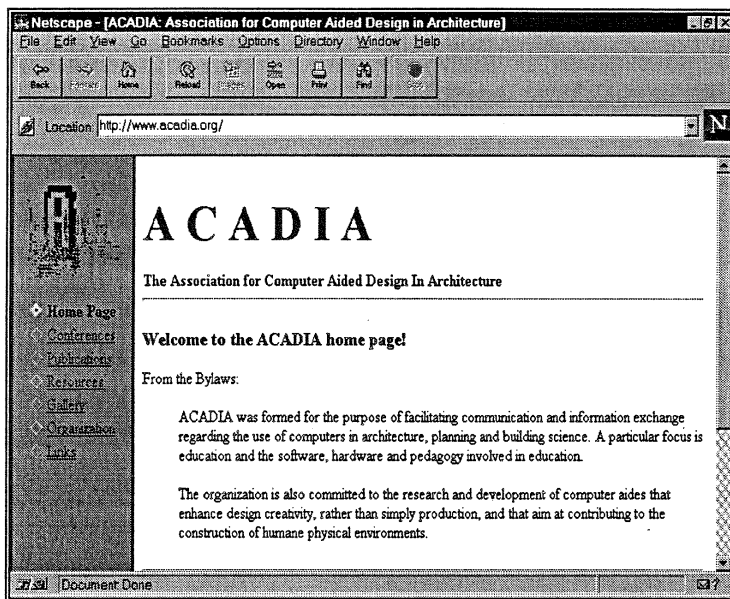 Netscape - [ACADIA: Association for Computer Aided Design in Architecture]
File Edit View Go Bookmarks Options Directory Window Help
Back Forward Home Reload Images Open Print Find Stop
Location: http://www.acadia.org/
N
A C A D I A
The Association for Computer Aided Design In Architecture
Home Page
Conferences
Publications
Resources
Gallery
Organization
Links
Welcome to the ACADIA home page!
From the Bylaws:
ACADIA was formed for the purpose of facilitating communication and information exchange
regarding the use of computers in architecture, planning and building science. A particular focus is
education and the software, hardware and pedagogy involved in education.
The organization is also committed to the research and development of computer aides that
enhance design creativity, rather than simply production, and that aim at contributing to the
construction of humane physical environments.
Document Done